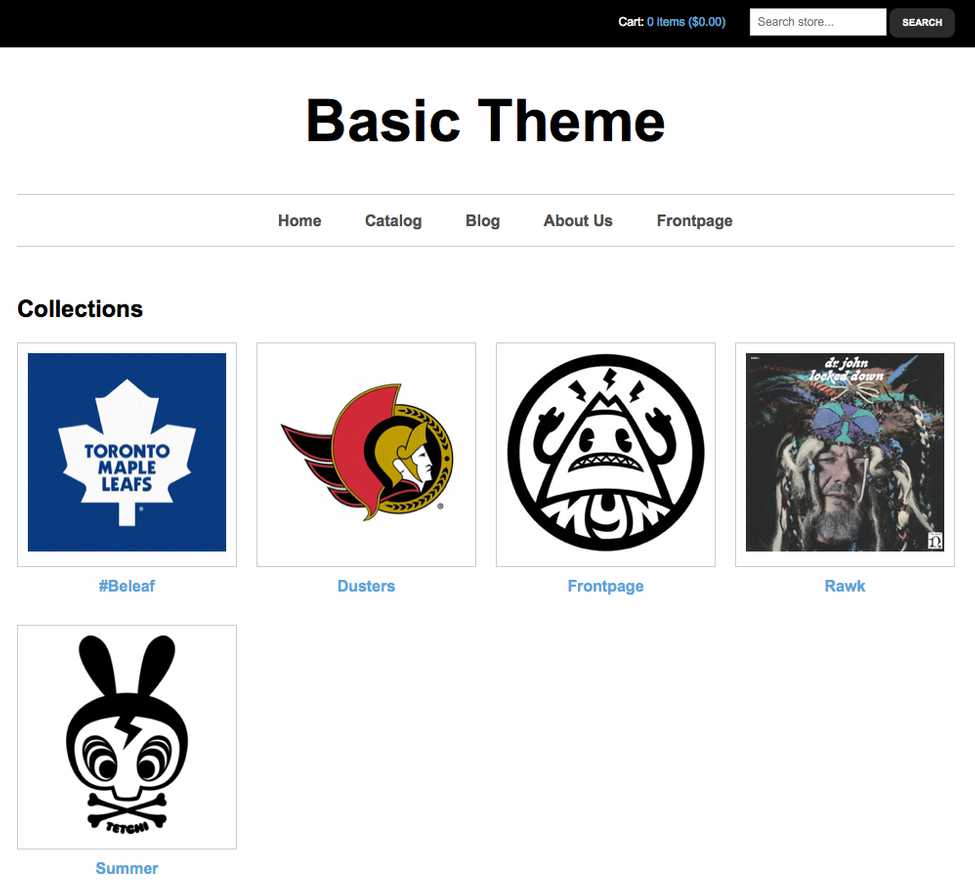 Cart: 0 items ($0.00)
Search store...
SEARCH
Basic Theme
Home
Catalog
Blog
About Us
Frontpage
Collections
TORONTO
MAPLE
LEAFS
MYM
dr. john
locked down
#Beleaf
Dusters
Frontpage
Rawk
TETCHI
Summer